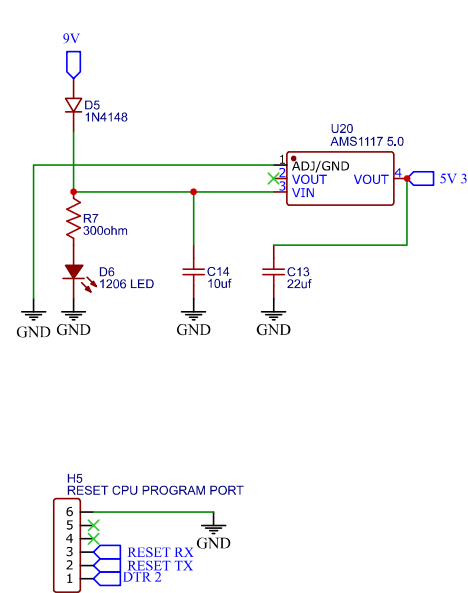 9V
D5
1N4148
U20
AMS1117 5.0
1 ADJ/GND
2 VOUT VOUT 4 5V 3
3 VIN
R7
300ohm
D6
1206 LED
C14
10uf
C13
22uf
GND GND GND GND
H5
RESET CPU PROGRAM PORT
6
5
GND
4
3 RESET RX
2 RESET TX
1 DTR 2